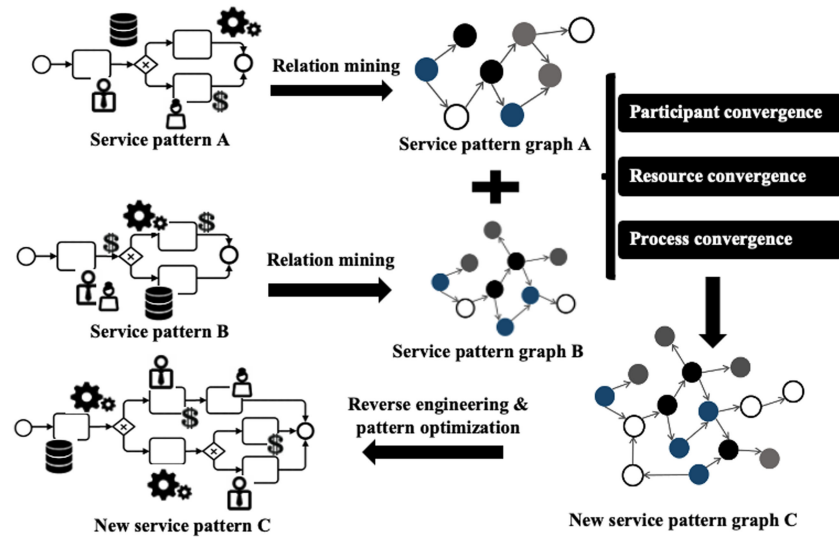 Relation mining
Participant convergence
Service pattern A
Service pattern graph A
Resource convergence
Process convergence
Relation mining
Service pattern B
Service pattern graph B
Reverse engineering &
pattern optimization
New service pattern C
New service pattern graph C